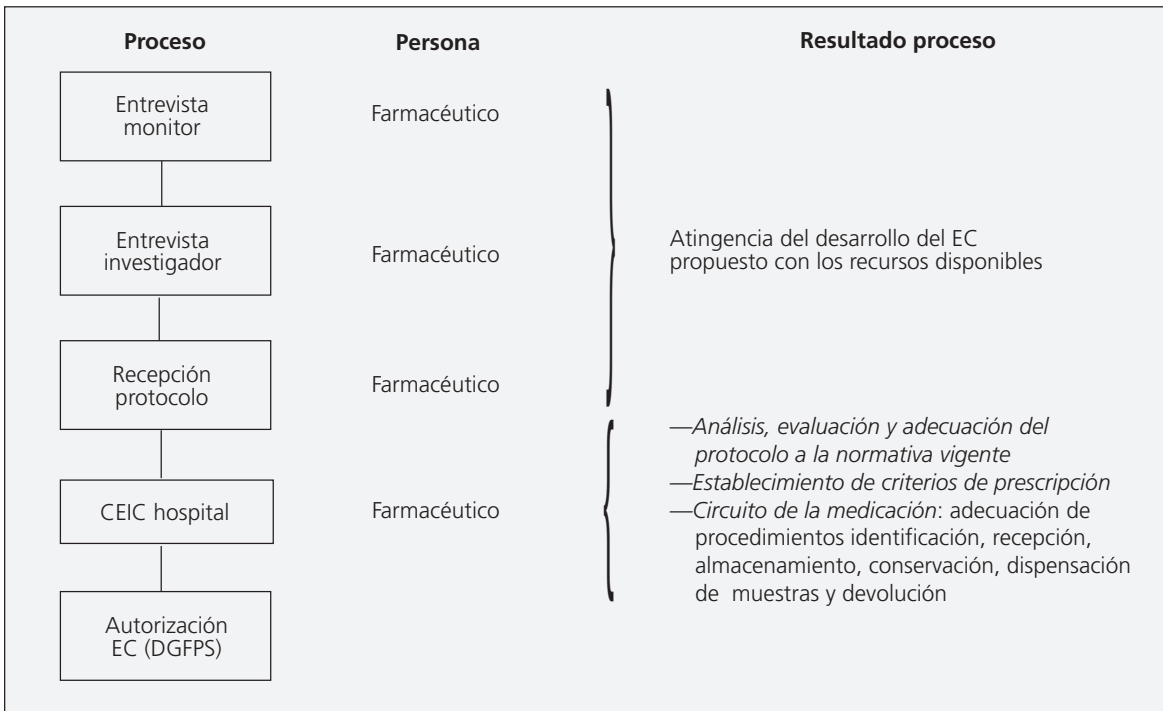 Proceso
Persona
Resultado proceso
Entrevista
monitor
Farmacéutico
Entrevista
investigador
Farmacéutico
Atingencia del desarrollo del EC
propuesto con los recursos disponibles
Recepción
protocolo
Farmacéutico
CEIC hospital
Farmacéutico
—Análisis, evaluación y adecuación del
protocolo a la normativa vigente
—Establecimiento de criterios de prescripción
—Circuito de la medicación: adecuación de
procedimientos identificación, recepción,
almacenamiento, conservación, dispensación
de muestras y devolución
Autorización
EC (DGFPS)